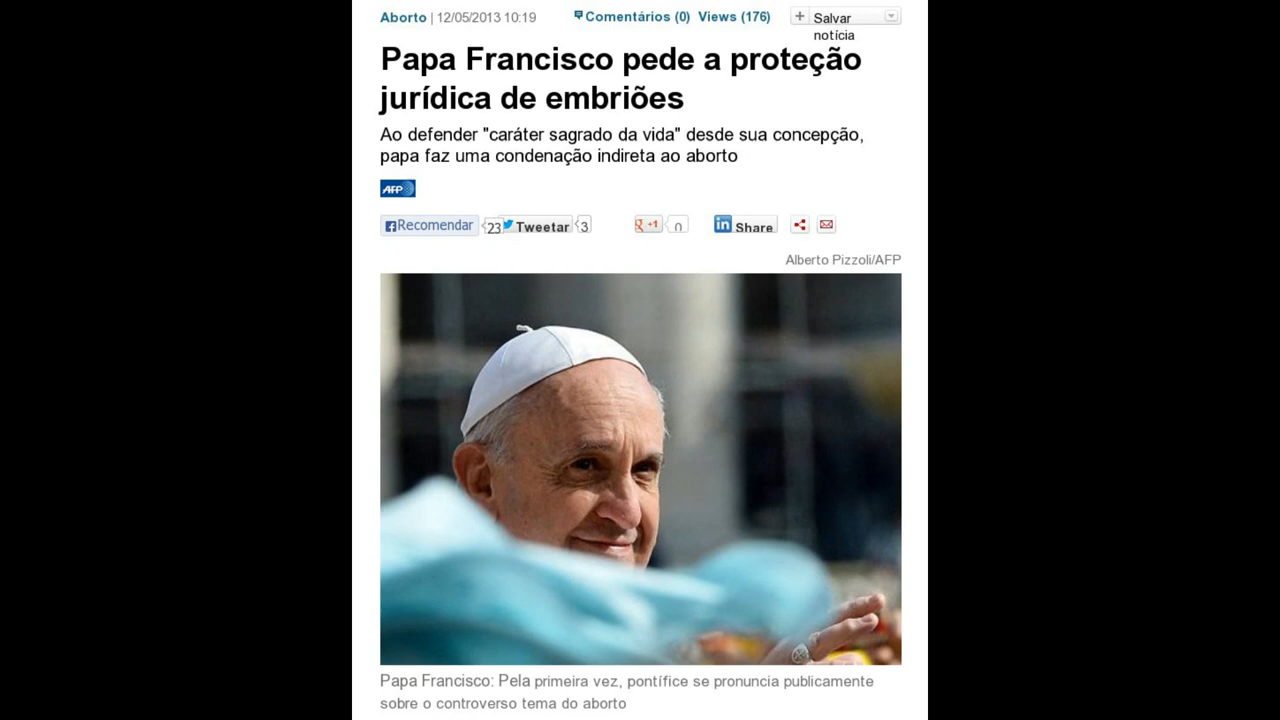 Aborto | 12/05/2013 10:19 Comentários (0) Views (176) + Salvar
notícia
Papa Francisco pede a proteção
jurídica de embriões
Ao defender "caráter sagrado da vida" desde sua concepção,
papa faz uma condenação indireta ao aborto
AFP
Recomendar 23 Tweetar 3 +1 0 in Share
Alberto Pizzoli/AFP
Papa Francisco: Pela primeira vez, pontífice se pronuncia publicamente
sobre o controverso tema do aborto